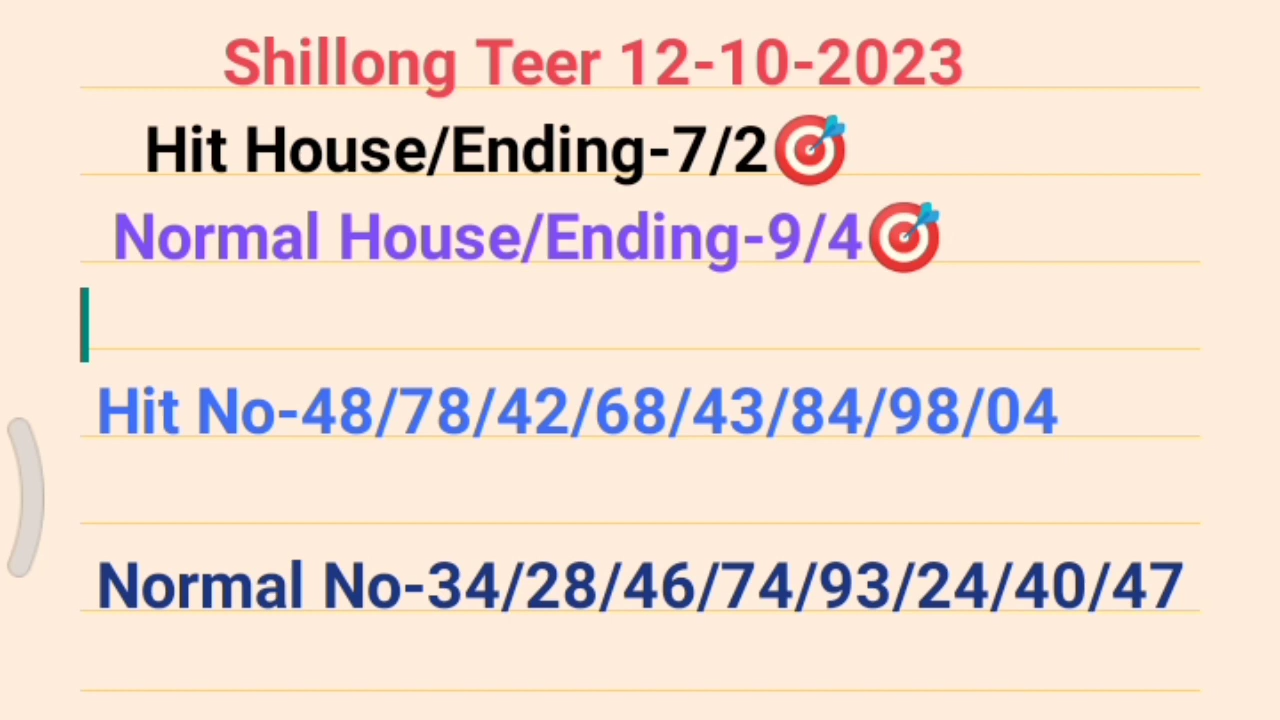 Shillong Teer 12-10-2023
Hit House/Ending-7/2🎯
Normal House/Ending-9/4🎯
Hit No-48/78/42/68/43/84/98/04
Normal No-34/28/46/74/93/24/40/47